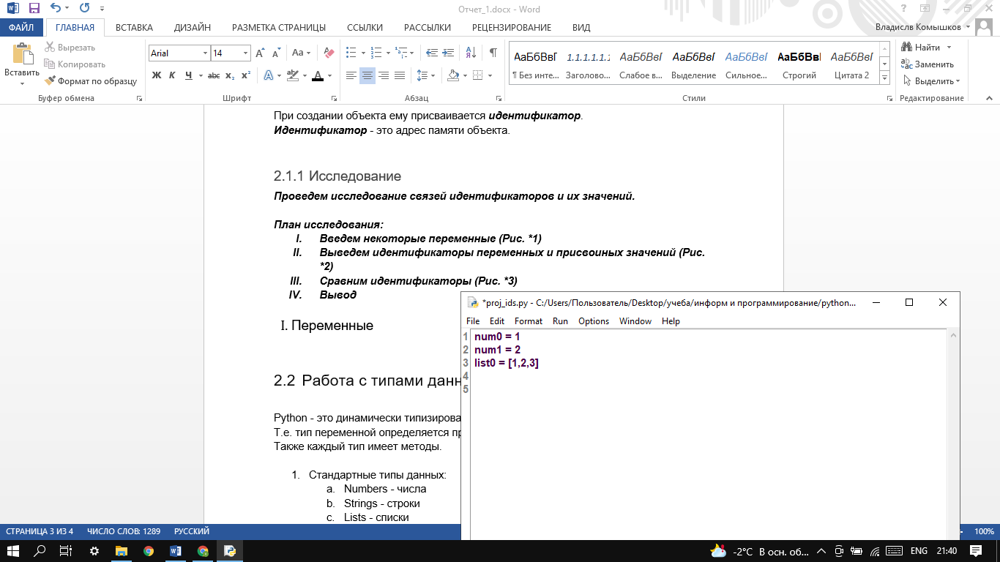 Отчет_1.docx - Word
ФАЙЛ ГЛАВНАЯ ВСТАВКА ДИЗАЙН РАЗМЕТКА СТРАНИЦЫ ССЫЛКИ РАССЫЛКИ РЕЦЕНЗИРОВАНИЕ ВИД Владислв Комышков
Вставить
Вырезать
Копировать
Формат по образцу
Буфер обмена
Arial 14
Ж К Ч abc x₂ x²
Шрифт
Абзац
АаБбВвГ 1.1.1.1.1.1 АаБбВвГ АаБбВвГ АаБбВвГ АаБбВв АаБбВвГ
¶ Без инте... Заголово... Слабое в... Выделение Сильное... Строгий Цитата 2
Стили
Найти
Заменить
Выделить
Редактирование
При создании объекта ему присваивается идентификатор.
Идентификатор - это адрес памяти объекта.
2.1.1 Исследование
Проведем исследование связей идентификаторов и их значений.
План исследования:
I. Введем некоторые переменные (Рис. *1)
II. Выведем идентификаторы переменных и присвоиных значений (Рис.
*2)
III. Сравним идентификаторы (Рис. *3)
IV. Вывод
I. Переменные
2.2 Работа с типами данн
Python - это динамически типизирова
Т.е. тип переменной определяется пр
Также каждый тип имеет методы.
1. Стандартные типы данных:
a. Numbers - числа
b. Strings - строки
c. Lists - списки
*proj_ids.py - C:/Users/Пользователь/Desktop/учеба/информ и программирование/python...
File Edit Format Run Options Window Help
1 num0 = 1
2 num1 = 2
3 list0 = [1,2,3]
4
5
СТРАНИЦА 3 ИЗ 4 ЧИСЛО СЛОВ: 1289 РУССКИЙ 100%
-2°C В осн. об... ENG 21:40